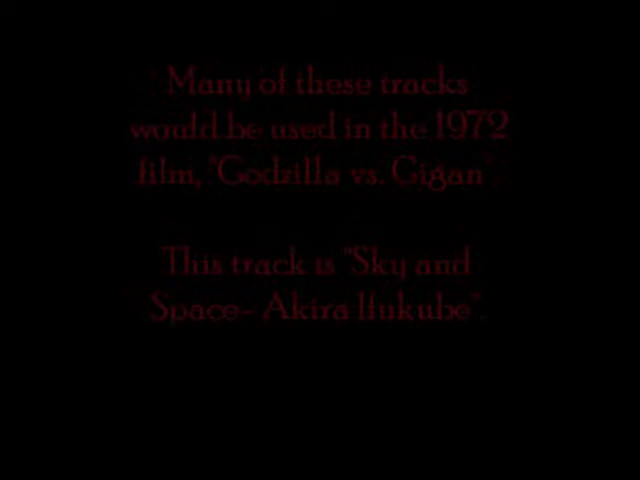 Many of these tracks
would be used in the 1972
film, "Godzilla vs. Gigan".
This track is "Sky and
Space- Akira Ifukube".